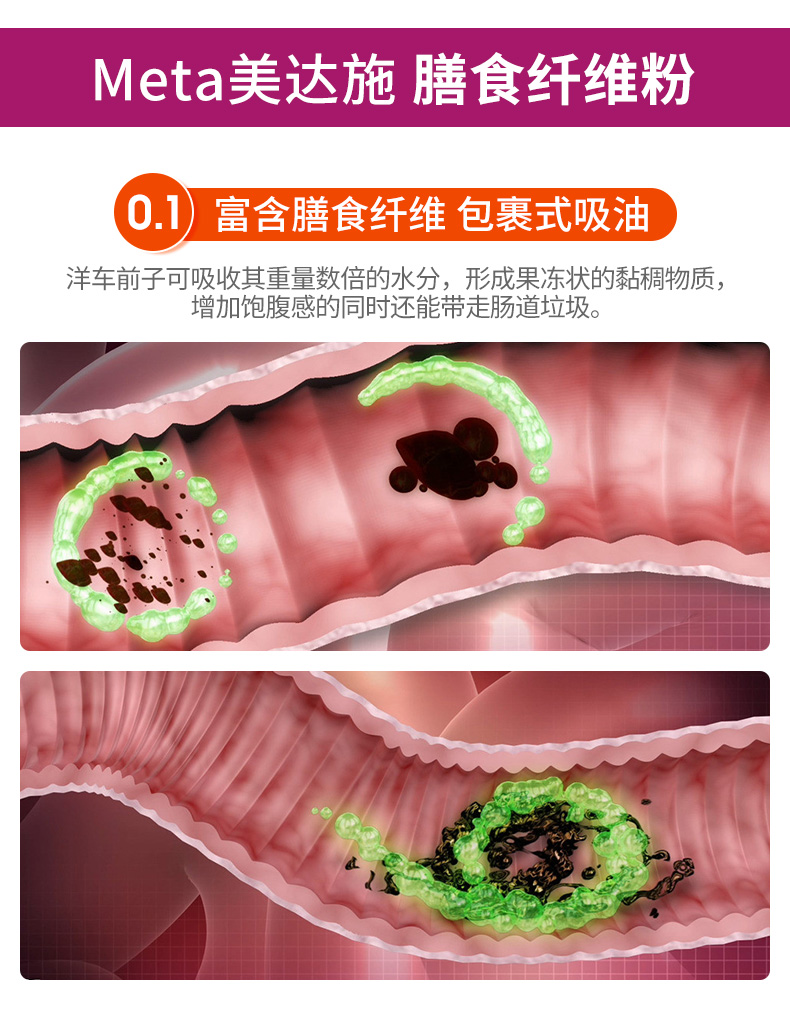 Meta美达施 膳食纤维粉
0.1 富含膳食纤维 包裹式吸油
洋车前子可吸收其重量数倍的水分，形成果冻状的黏稠物质，
增加饱腹感的同时还能带走肠道垃圾。